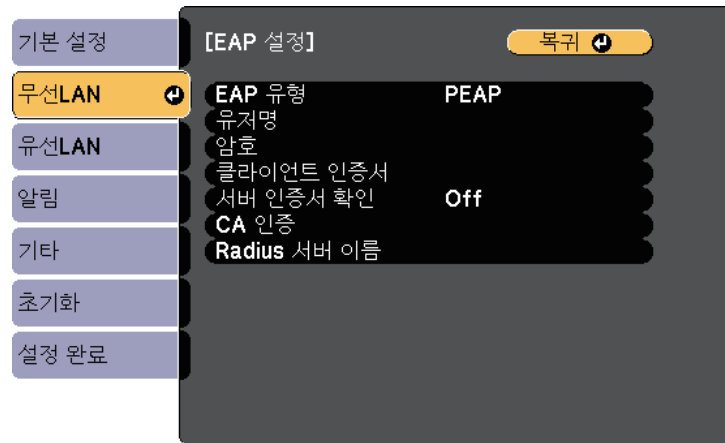 기본 설정
무선LAN
유선LAN
알림
기타
초기화
설정 완료
[EAP 설정]
복귀
EAP 유형 PEAP
유저명
암호
클라이언트 인증서
서버 인증서 확인 Off
CA 인증
Radius 서버 이름